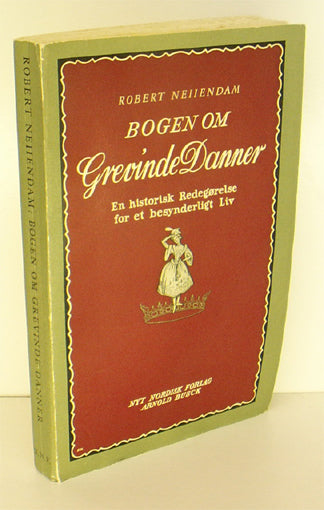 ROBERT NEIIENDAM
BOGEN OM
Grevinde Danner
En historisk Redegørelse
for et besynderligt Liv
NYT NORDISK FORLAG
ARNOLD BUSCK
ROBERT NEIIENDAM: BOGEN OM GREVINDE DANNER